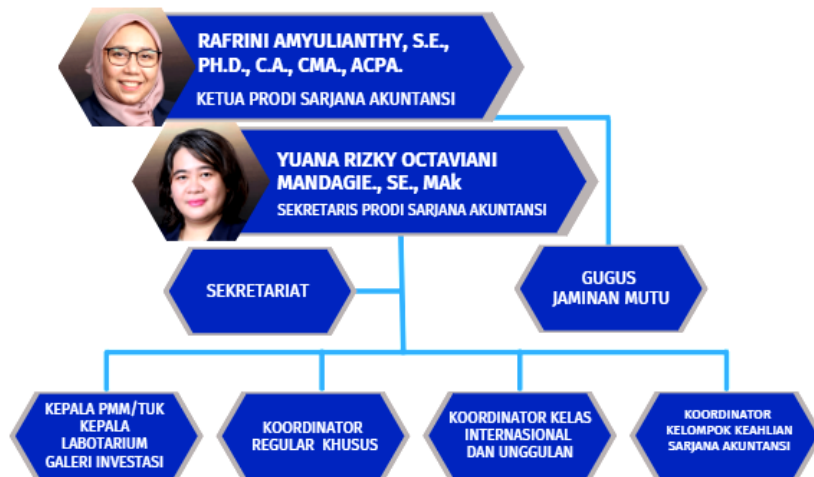 RAFRINI AMYULIANTHY, S.E.,
PH.D., C.A., CMA., ACPA.
KETUA PRODI SARJANA AKUNTANSI
YUANA RIZKY OCTAVIANI
MANDAGIE., SE., MAk
SEKRETARIS PRODI SARJANA AKUNTANSI
SEKRETARIAT
GUGUS
JAMINAN MUTU
KEPALA PMM/TUK
KEPALA
LABOTARIUM
GALERI INVESTASI
KOORDINATOR
REGULAR KHUSUS
KOORDINATOR KELAS
INTERNASIONAL
DAN UNGGULAN
KOORDINATOR
KELOMPOK KEAHLIAN
SARJANA AKUNTANSI